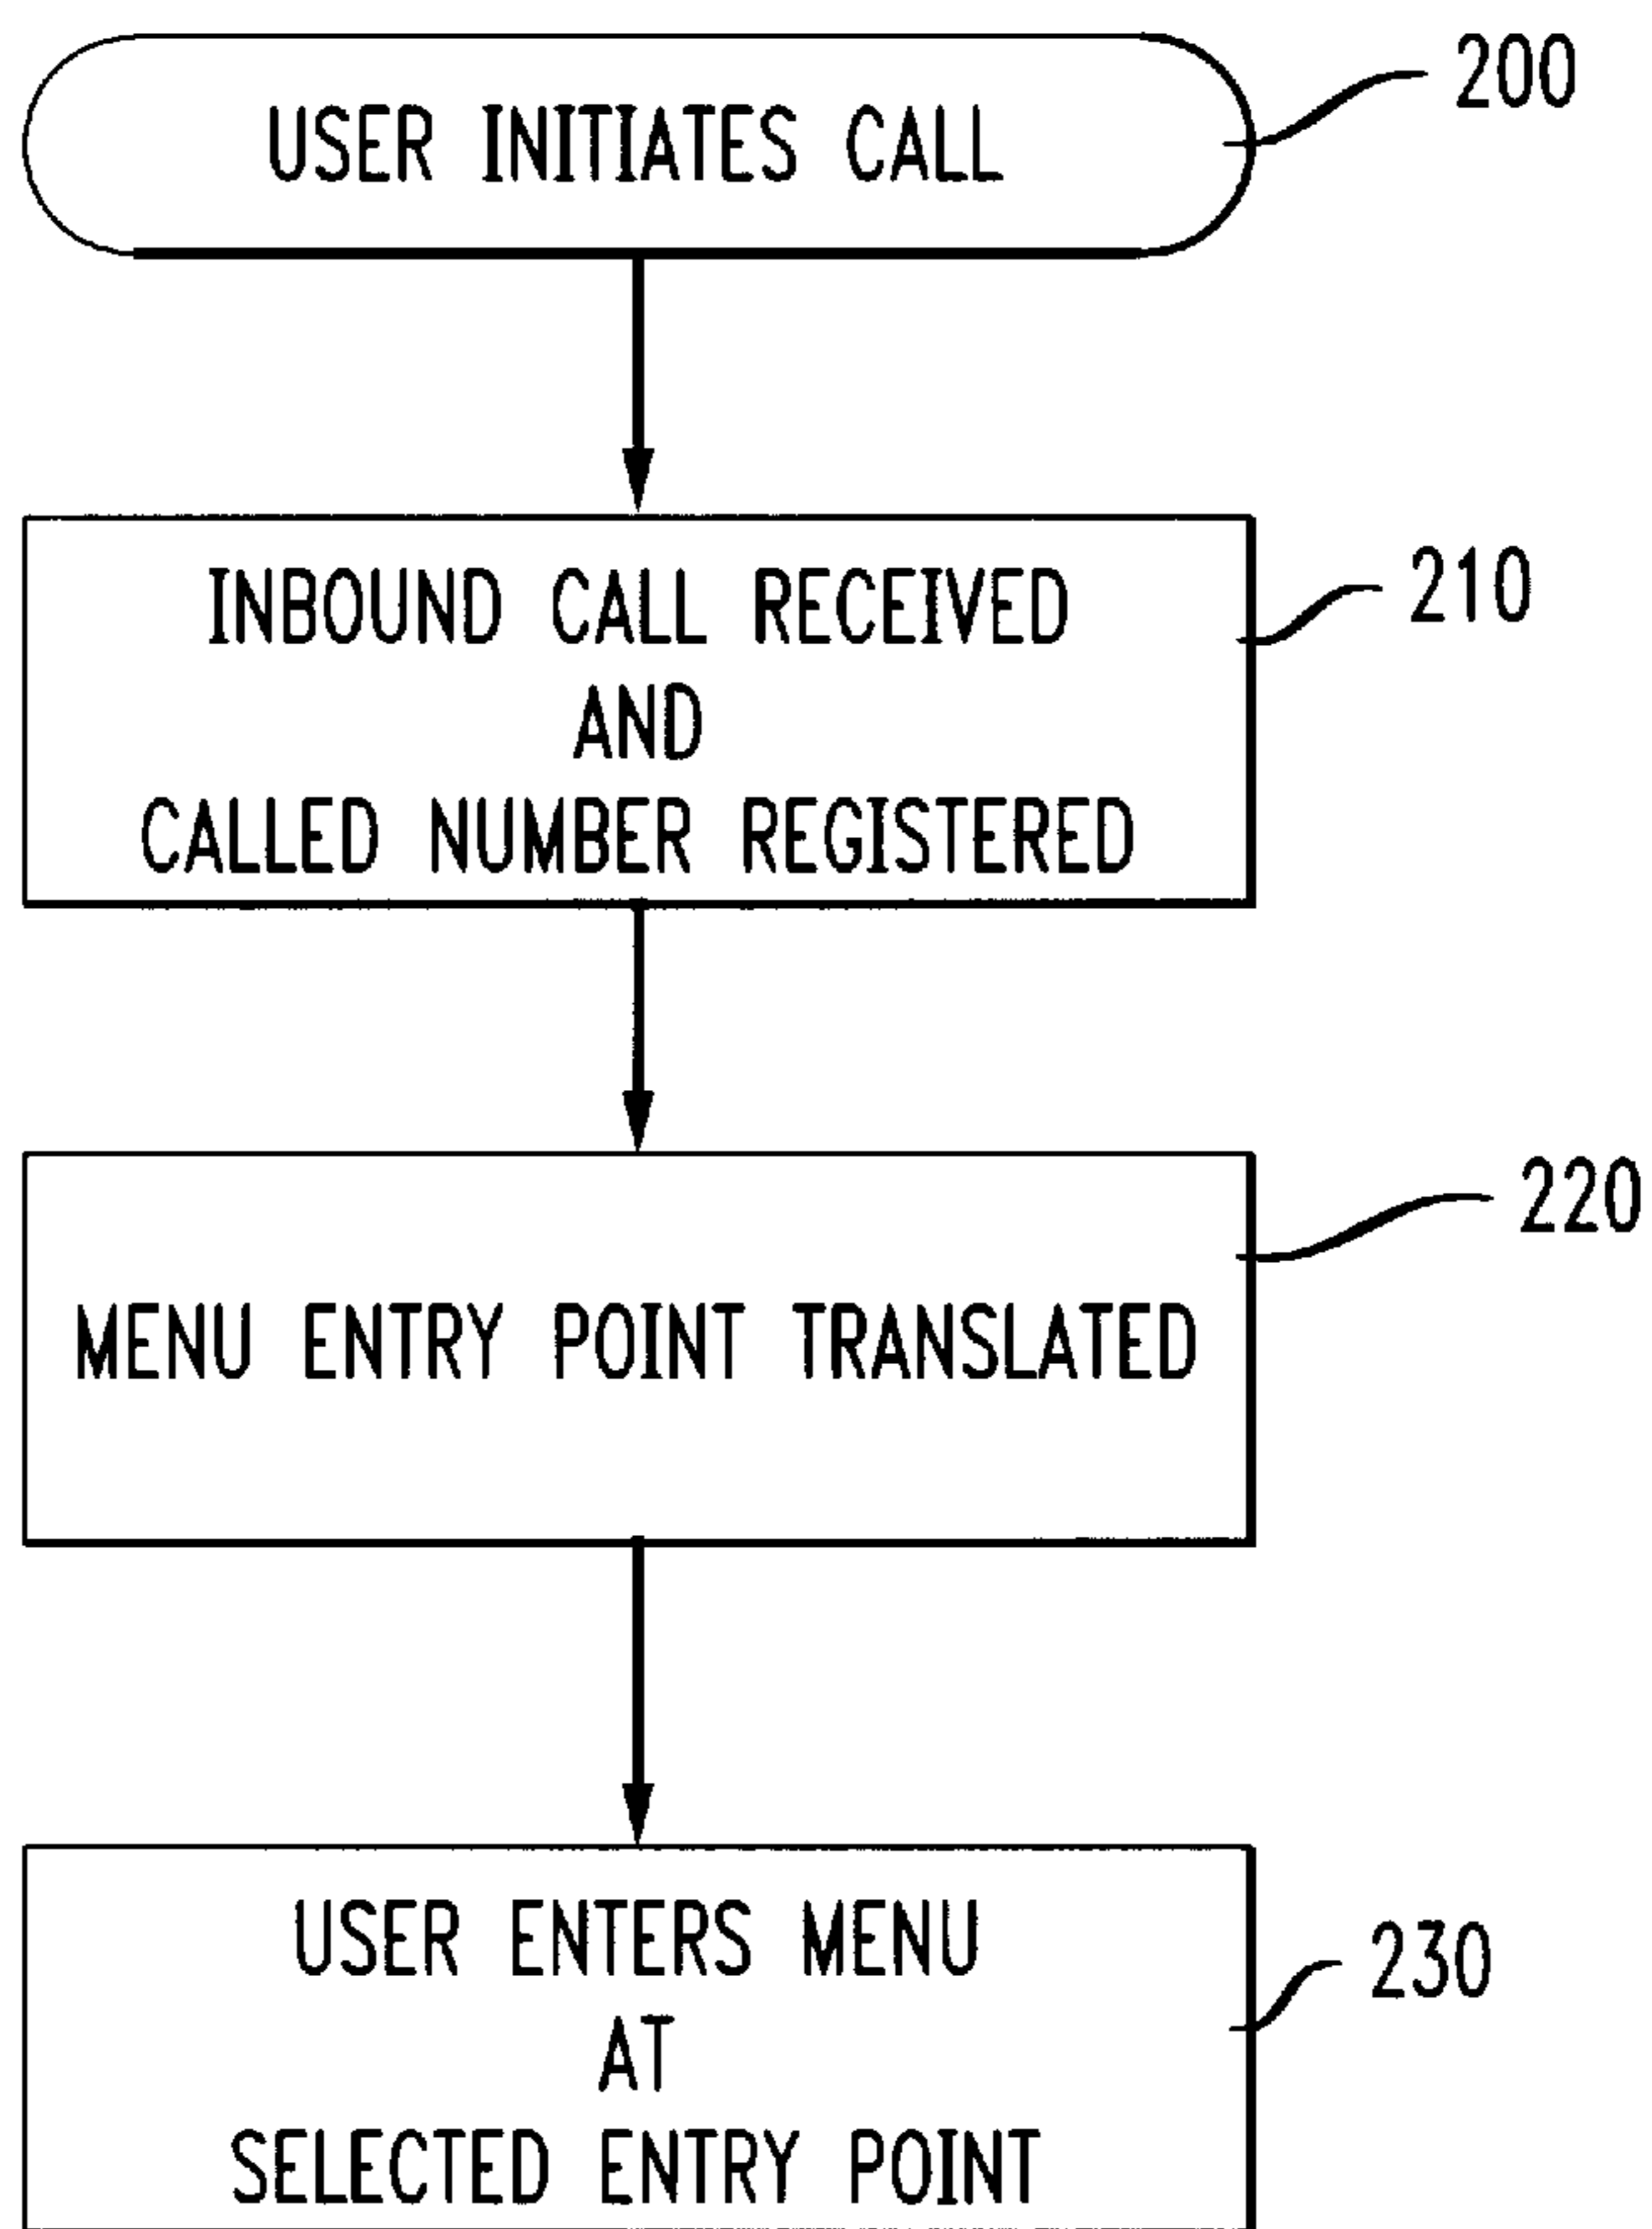 USER INITIATES CALL
200
INBOUND CALL RECEIVED
AND
CALLED NUMBER REGISTERED
210
MENU ENTRY POINT TRANSLATED
220
USER ENTERS MENU
AT
SELECTED ENTRY POINT
230